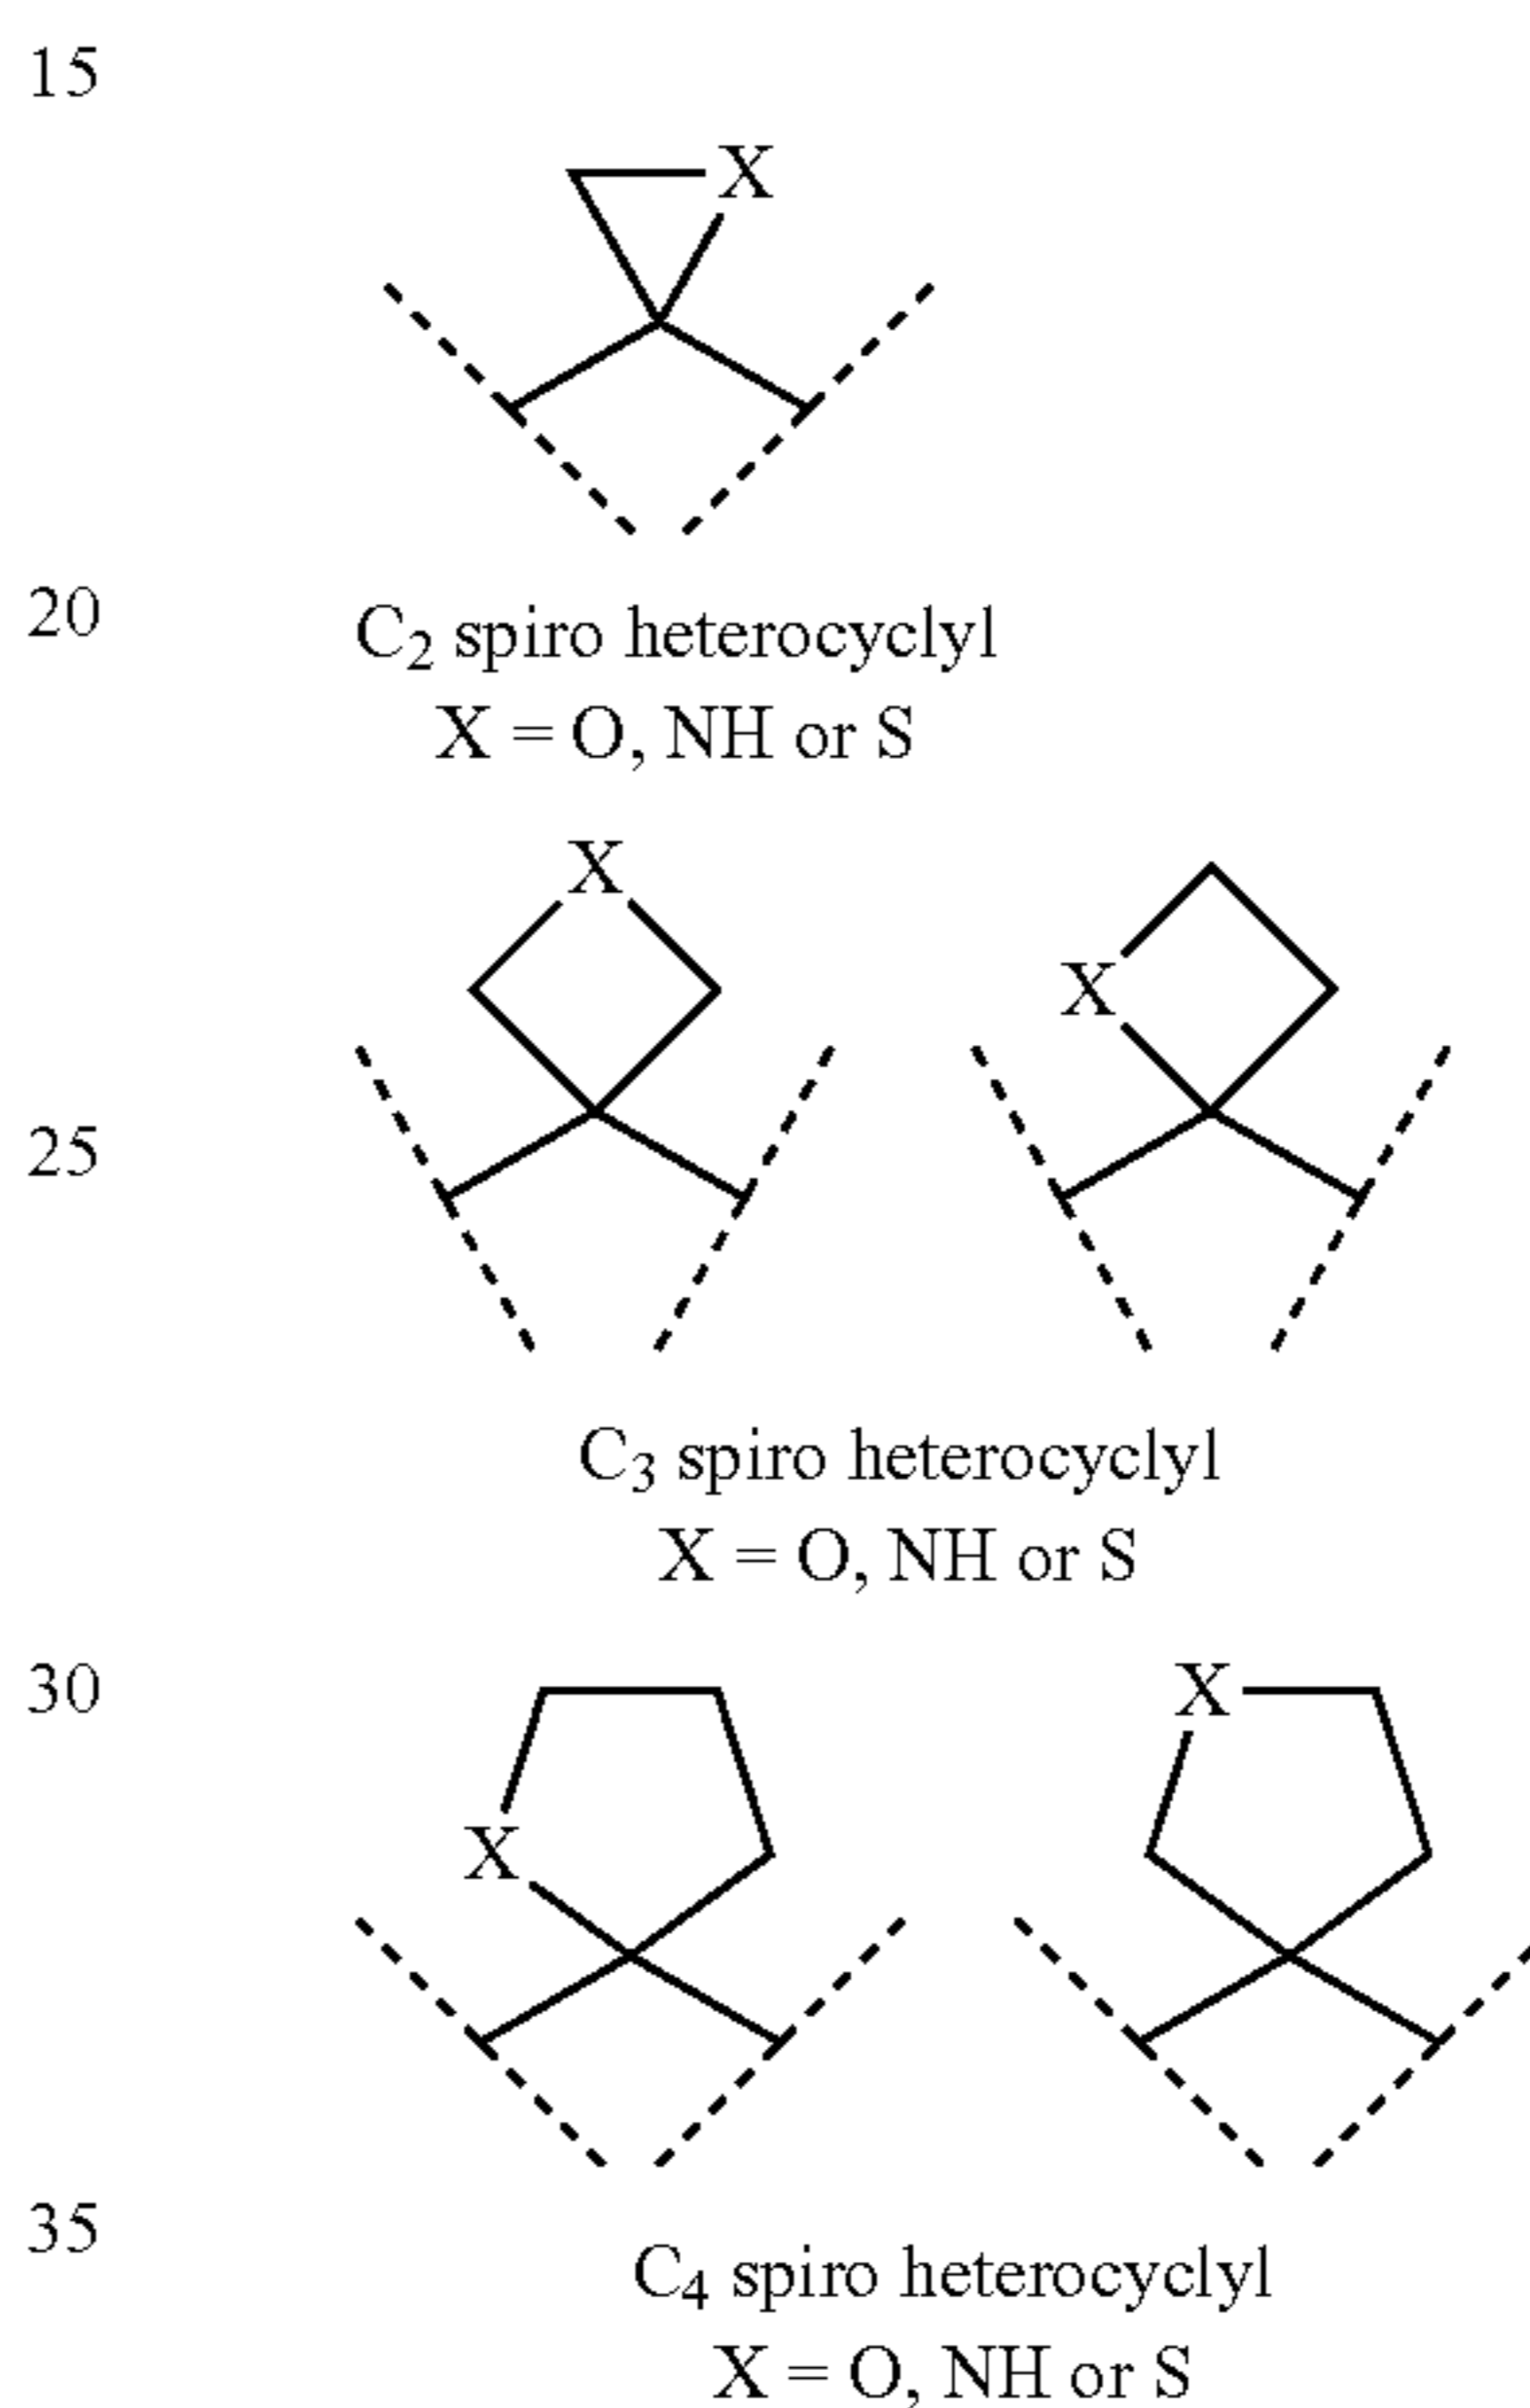 15
X
20
C₂ spiro heterocyclyl
X = O, NH or S
X
X
25
C₃ spiro heterocyclyl
X = O, NH or S
30
X
X
35
C₄ spiro heterocyclyl
X = O, NH or S